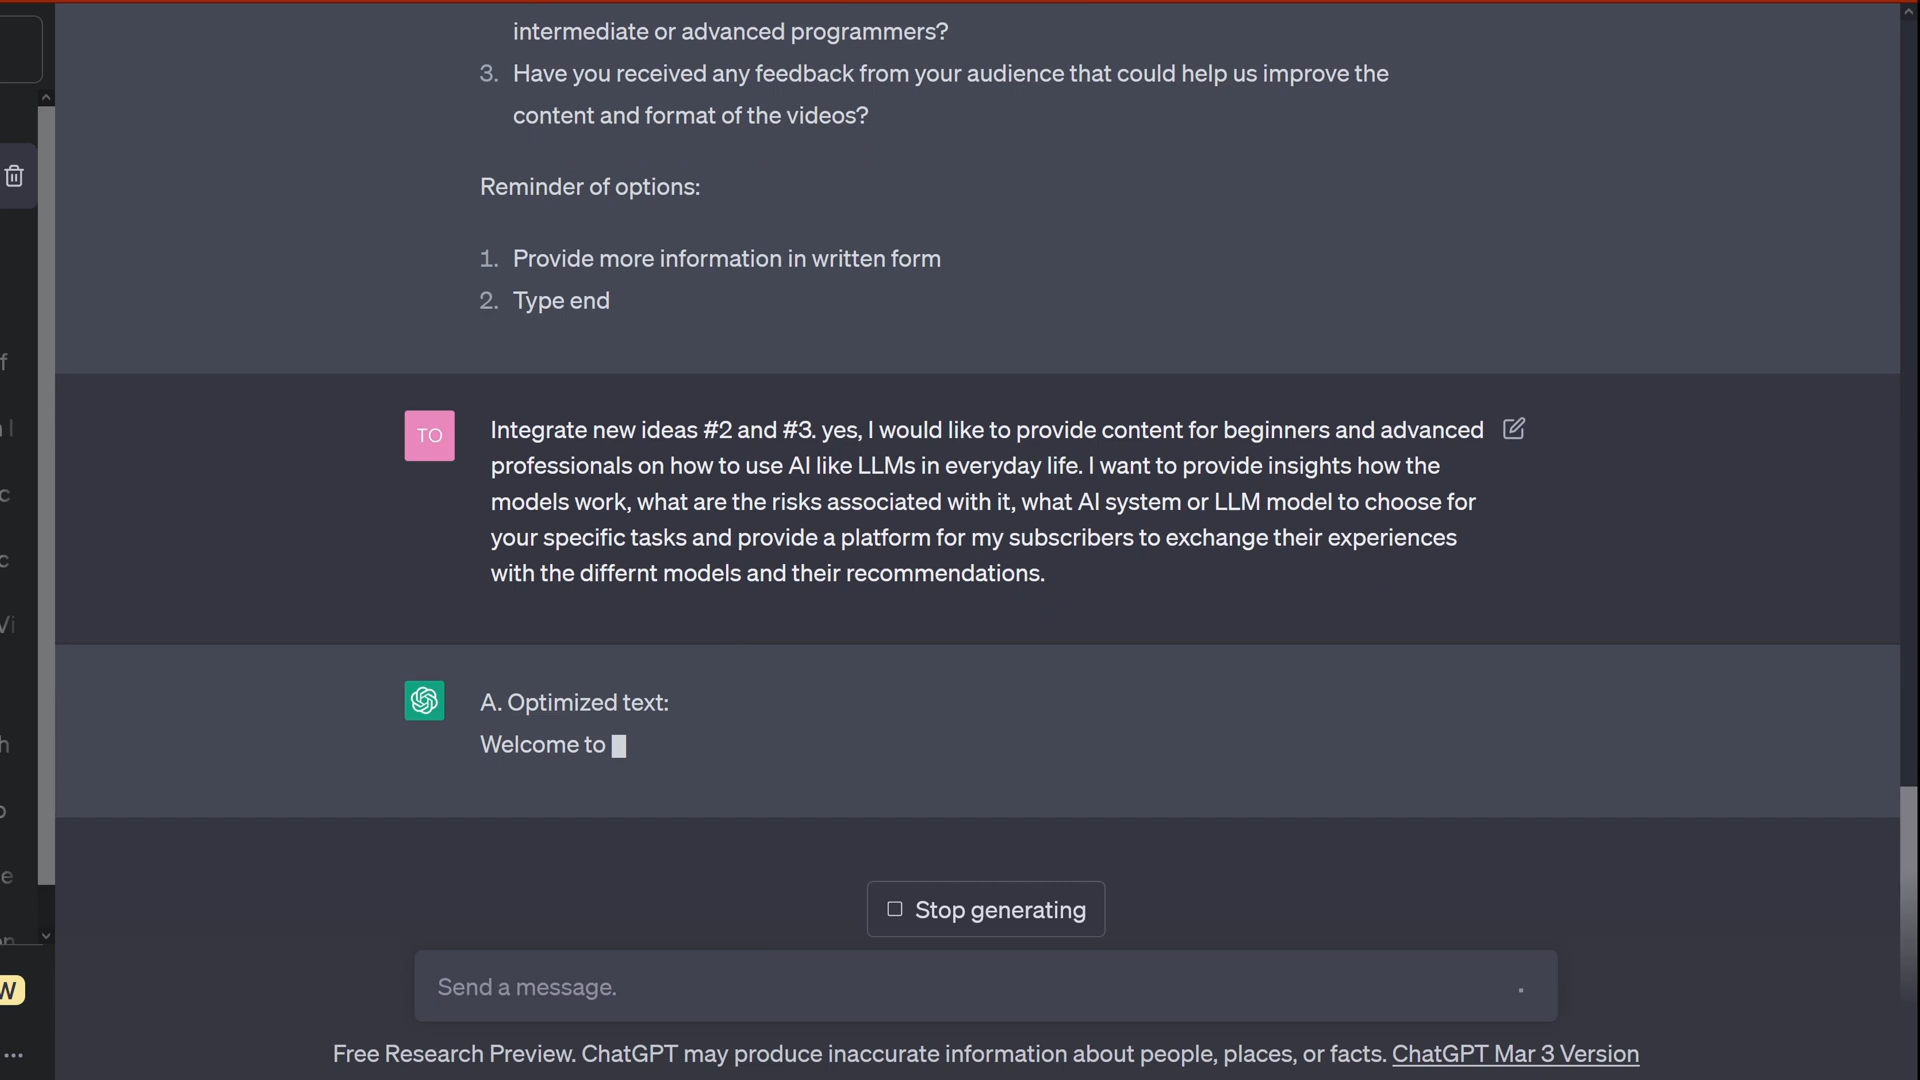 intermediate or advanced programmers?
3. Have you received any feedback from your audience that could help us improve the
content and format of the videos?
Reminder of options:
1. Provide more information in written form
2. Type end
TO
Integrate new ideas #2 and #3. yes, I would like to provide content for beginners and advanced
professionals on how to use AI like LLMs in everyday life. I want to provide insights how the
models work, what are the risks associated with it, what AI system or LLM model to choose for
your specific tasks and provide a platform for my subscribers to exchange their experiences
with the differnt models and their recommendations.
A. Optimized text:
Welcome to
Stop generating
Send a message.
Free Research Preview. ChatGPT may produce inaccurate information about people, places, or facts. ChatGPT Mar 3 Version